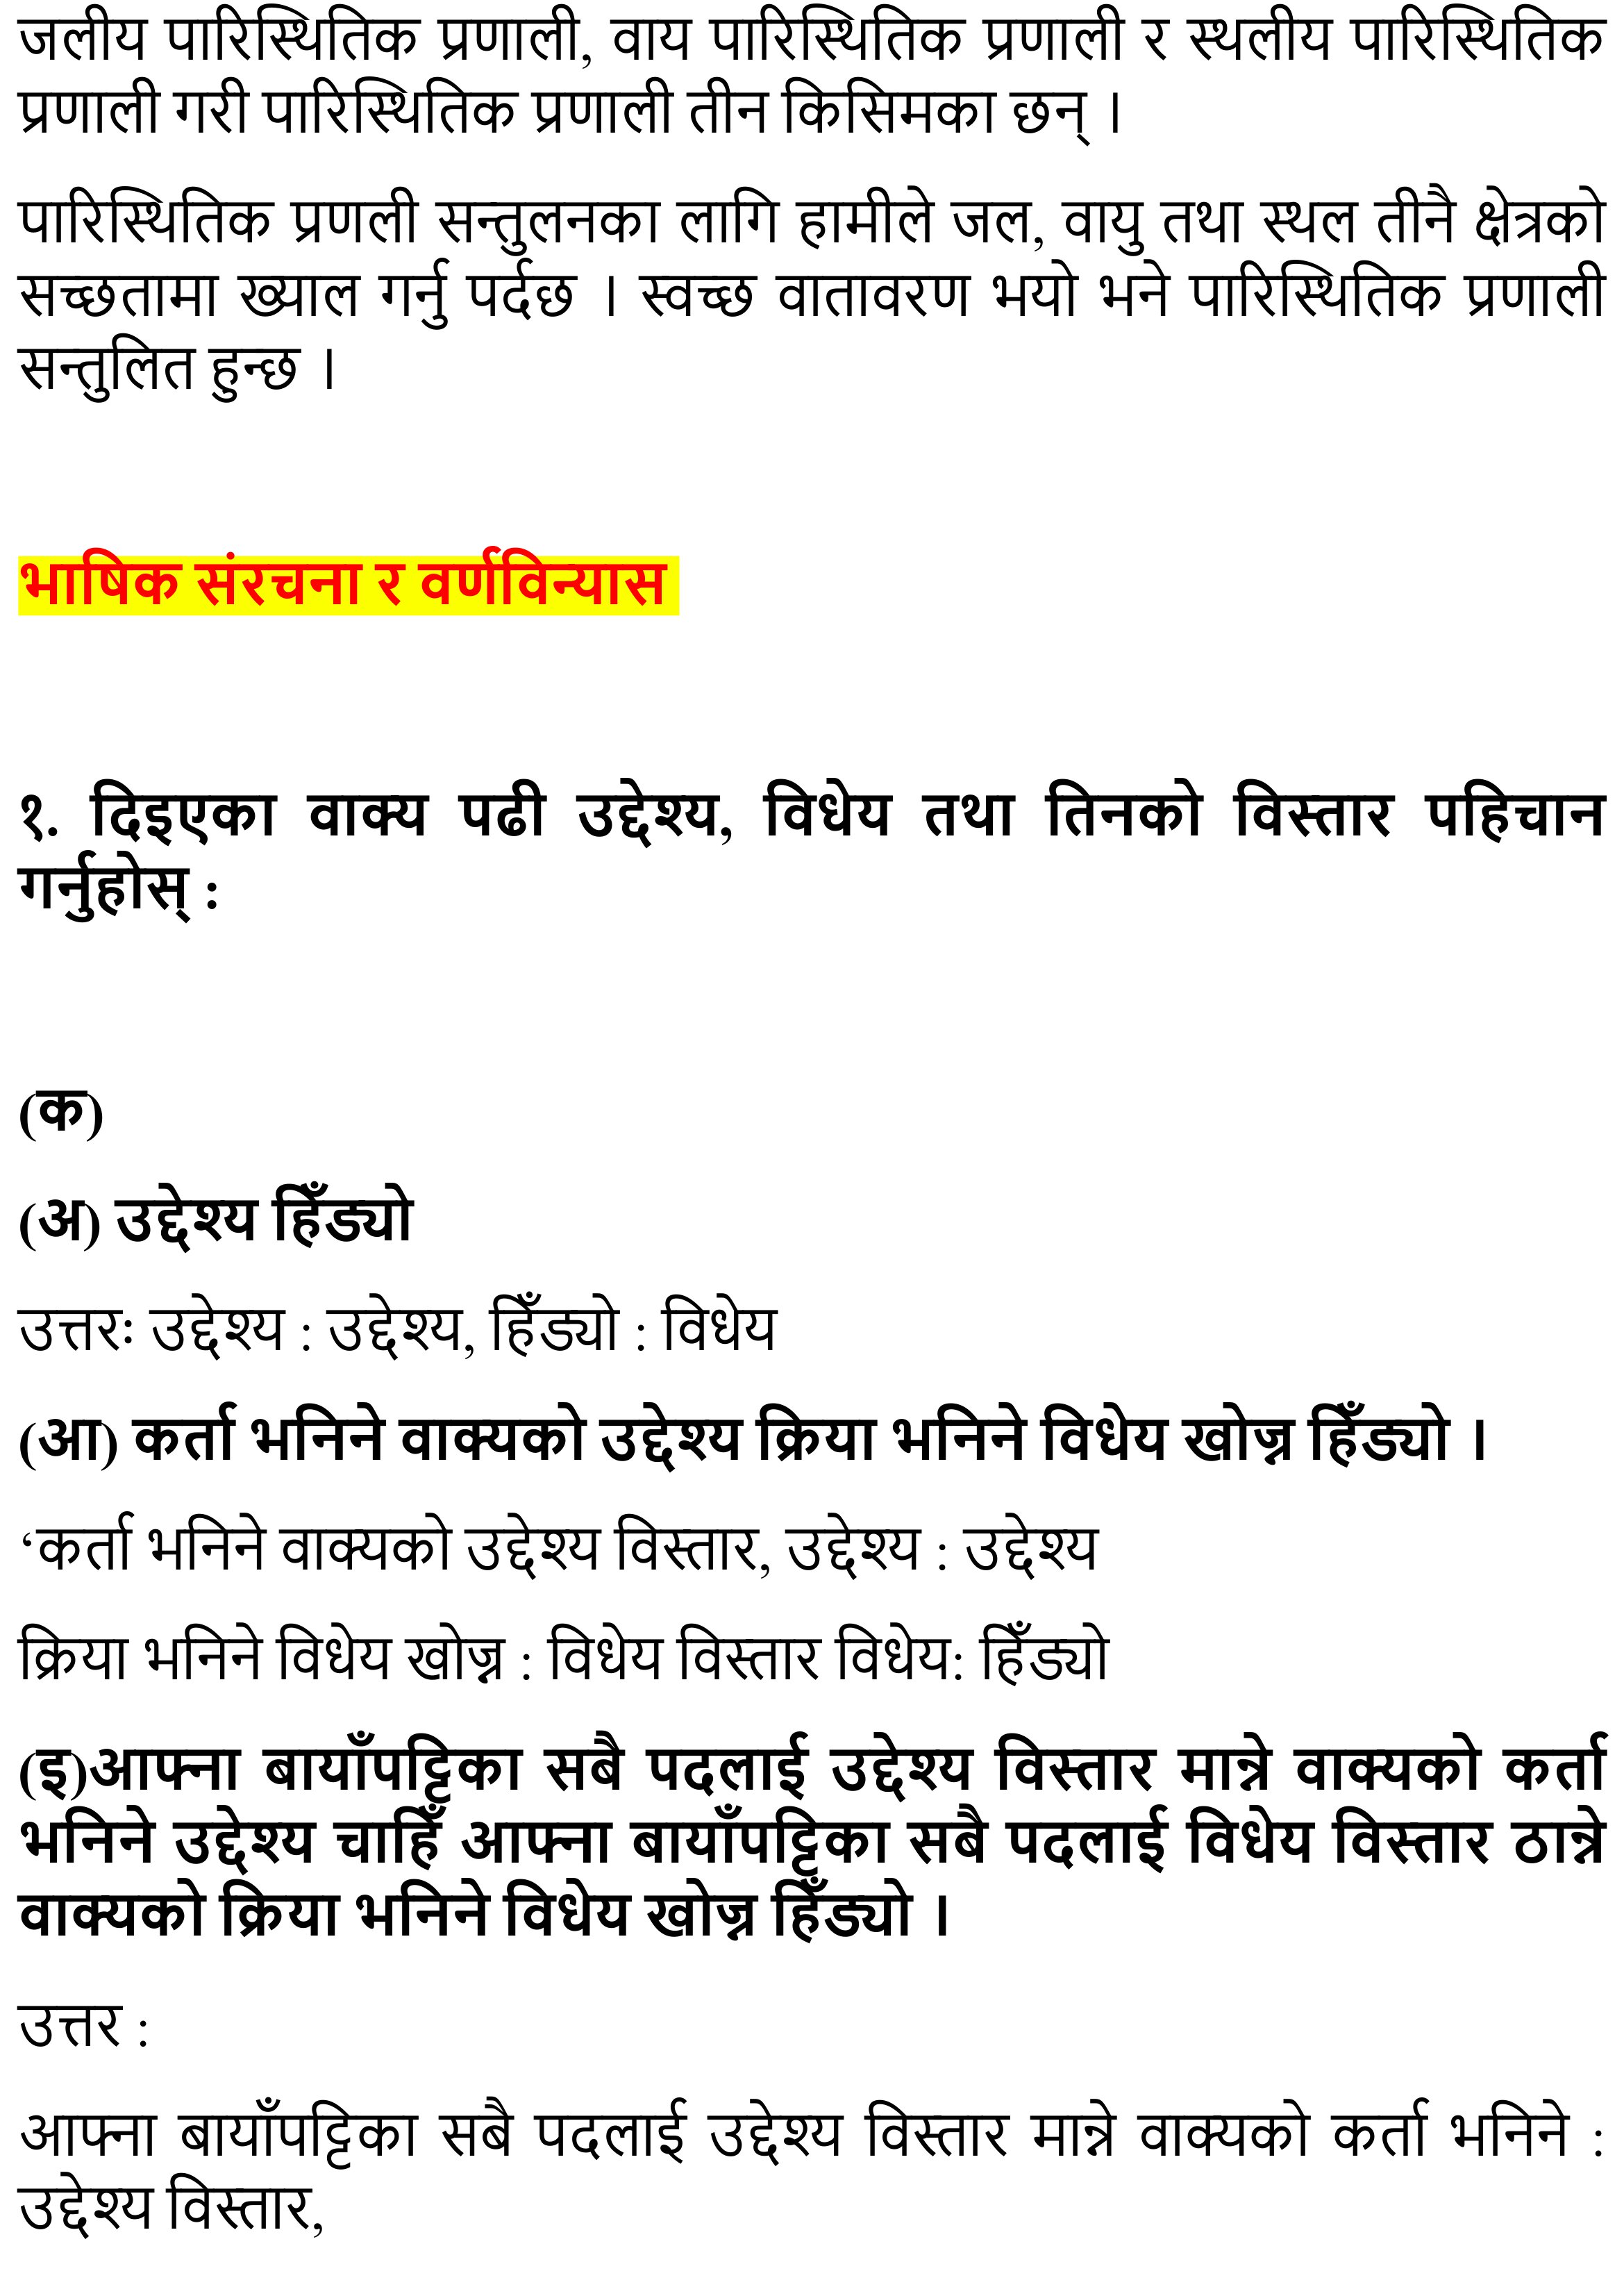 जलीय पारिस्थितिक प्रणाली, वाय पारिस्थितिक प्रणाली र स्थलीय पारिस्थितिक
प्रणाली गरी पारिस्थितिक प्रणाली तीन किसिमका छन् ।
पारिस्थितिक प्रणली सन्तुलनका लागि हामीले जल, वायु तथा स्थल तीनै क्षेत्रको
सच्छतामा ख्याल गर्नु पर्दछ । स्वच्छ वातावरण भयो भने पारिस्थितिक प्रणाली
सन्तुलित हुन्छ ।
भाषिक संरचना र वर्णविन्यास
१. दिइएका वाक्य पढी उद्देश्य, विधेय तथा तिनको विस्तार पहिचान
गर्नुहोस् :
(क)
(अ) उद्देश्य हिँड्यो
उत्तरः उद्देश्य : उद्देश्य, हिँड्यो : विधेय
(आ) कर्ता भनिने वाक्यको उद्देश्य क्रिया भनिने विधेय खोज्न हिँड्यो ।
‘कर्ता भनिने वाक्यको उद्देश्य विस्तार, उद्देश्य : उद्देश्य
क्रिया भनिने विधेय खोज्न : विधेय विस्तार विधेय: हिँड्यो
(इ)आफ्ना बायाँपट्टिका सबै पदलाई उद्देश्य विस्तार मान्ने वाक्यको कर्ता
भनिने उद्देश्य चाहिँ आफ्ना बायाँपट्टिका सबै पदलाई विधेय विस्तार ठान्ने
वाक्यको क्रिया भनिने विधेय खोज्न हिँड्यो ।
उत्तर :
आफ्ना बायाँपट्टिका सबै पदलाई उद्देश्य विस्तार मान्ने वाक्यको कर्ता भनिने :
उद्देश्य विस्तार,